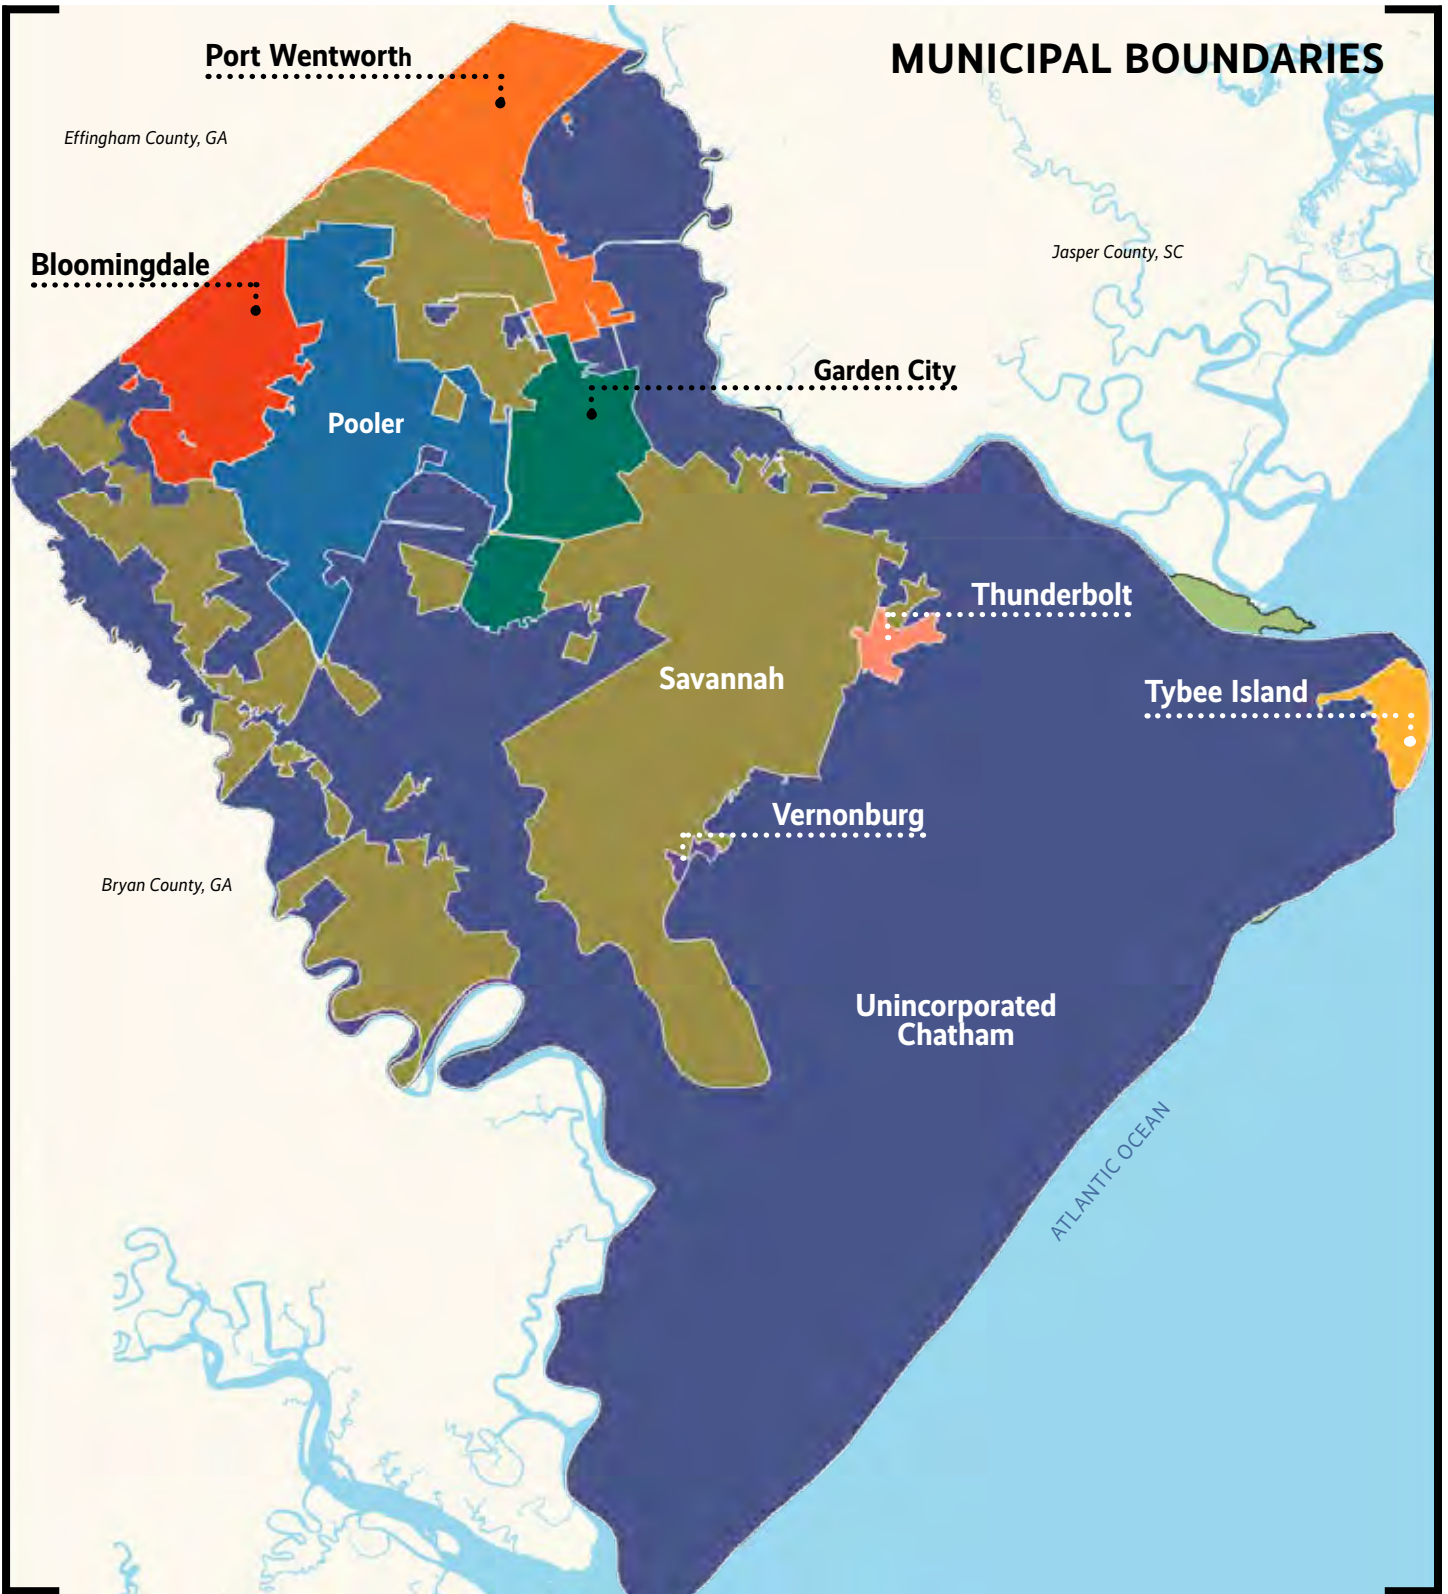 MUNICIPAL BOUNDARIES
Port Wentworth
Effingham County, GA
Jasper County, SC
Bloomingdale
Garden City
Pooler
Thunderbolt
Savannah
Tybee Island
Vernonburg
Bryan County, GA
Unincorporated
Chatham
ATLANTIC OCEAN